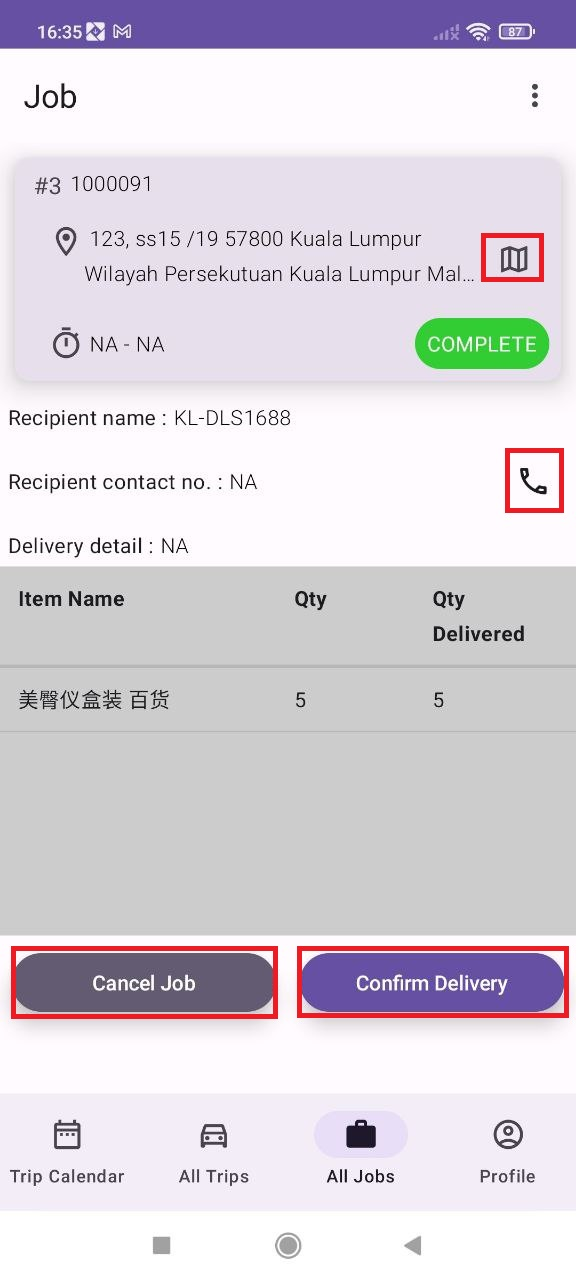 16:35
87
Job
#3 1000091
123, ss15 /19 57800 Kuala Lumpur
Wilayah Persekutuan Kuala Lumpur Mal...
NA - NA
COMPLETE
Recipient name : KL-DLS1688
Recipient contact no. : NA
Delivery detail : NA
Item Name Qty Qty
Delivered
美臀仪盒装 百货 5 5
Cancel Job Confirm Delivery
Trip Calendar All Trips All Jobs Profile